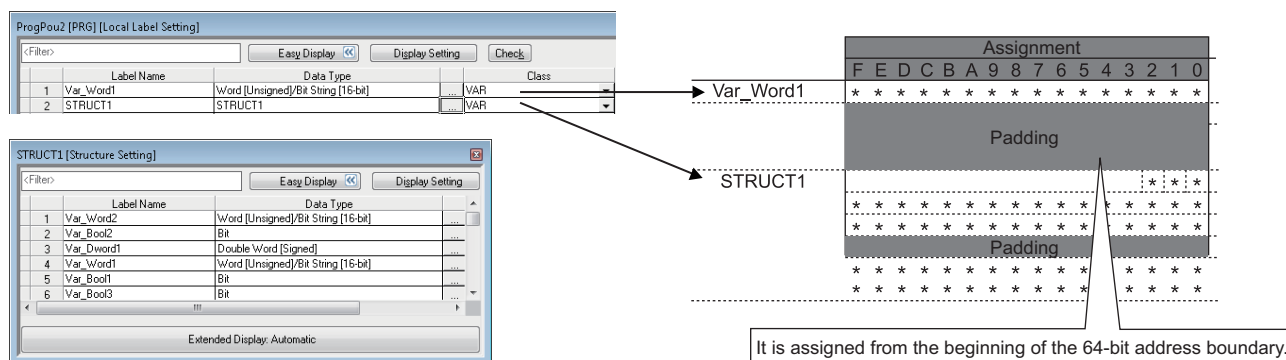 ProgPou2 [PRG] [Local Label Setting]
<Filter> Easy Display Display Setting Check
Label Name Data Type Class
1 Var_Word1 Word [Unsigned]/Bit String [16-bit] ... VAR
2 STRUCT1 STRUCT1 ... VAR
STRUCT1 [Structure Setting]
<Filter> Easy Display Display Setting
Label Name Data Type
1 Var_Word2 Word [Unsigned]/Bit String [16-bit] ...
2 Var_Bool2 Bit ...
3 Var_Dword1 Double Word [Signed] ...
4 Var_Word1 Word [Unsigned]/Bit String [16-bit] ...
5 Var_Bool1 Bit ...
6 Var_Bool3 Bit ...
Extended Display: Automatic
Assignment
F E D C B A 9 8 7 6 5 4 3 2 1 0
Var_Word1 * * * * * * * * * * * * * * * *
Padding
STRUCT1 * * *
* * * * * * * * * * * * * * * *
* * * * * * * * * * * * * * * *
Padding
* * * * * * * * * * * * * * * *
* * * * * * * * * * * * * * * *
It is assigned from the beginning of the 64-bit address boundary.